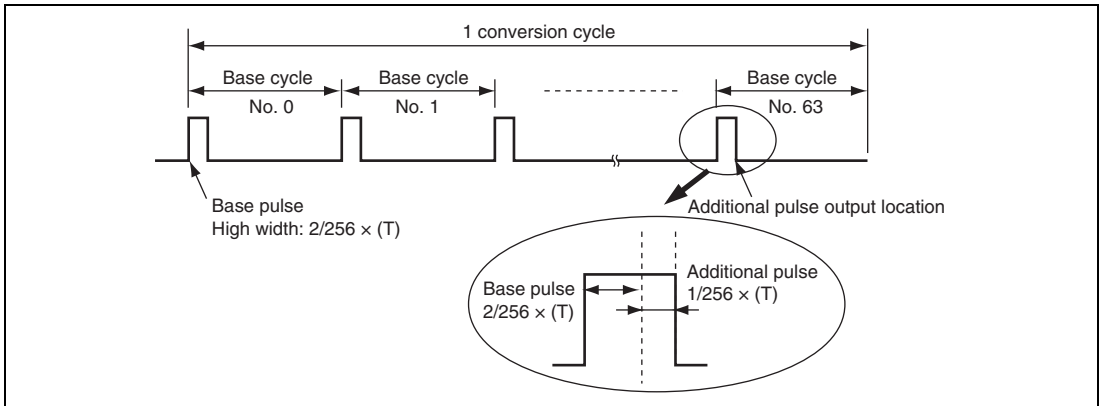 1 conversion cycle
Base cycle
No. 0
Base cycle
No. 1
Base cycle
No. 63
Base pulse
High width: 2/256 × (T)
Additional pulse output location
Base pulse
2/256 × (T)
Additional pulse
1/256 × (T)